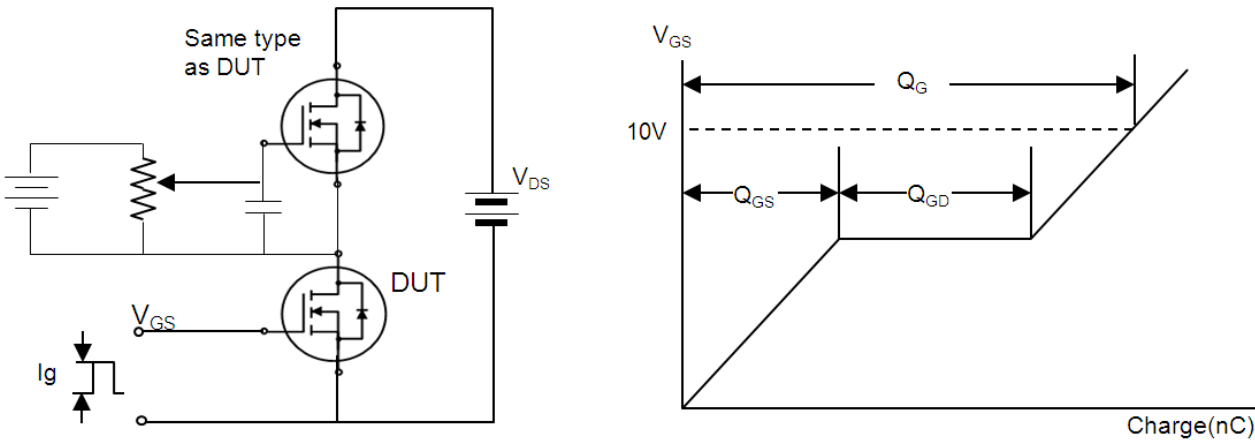 Same type
as DUT
V_DS
DUT
V_GS
Ig
V_GS
Q_G
10V
Q_GS
Q_GD
Charge(nC)